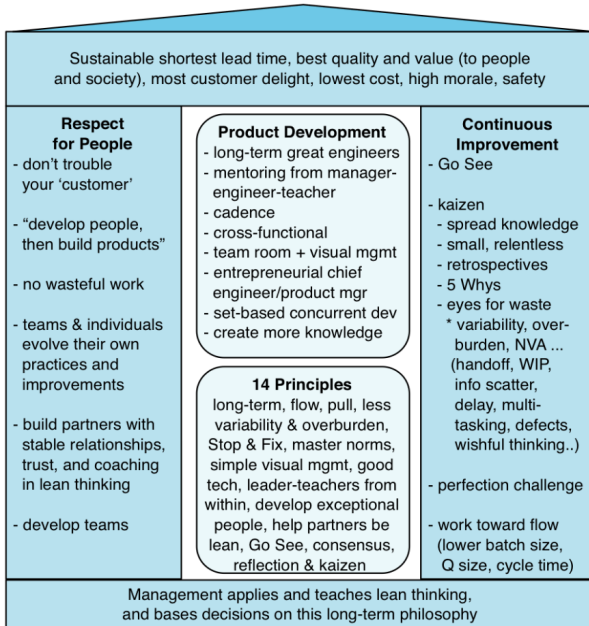 Sustainable shortest lead time, best quality and value (to people
and society), most customer delight, lowest cost, high morale, safety
Respect
for People
- don’t trouble
your ‘customer’
- “develop people,
then build products”
- no wasteful work
- teams & individuals
evolve their own
practices and
improvements
- build partners with
stable relationships,
trust, and coaching
in lean thinking
- develop teams
Product Development
- long-term great engineers
- mentoring from manager-
engineer-teacher
- cadence
- cross-functional
- team room + visual mgmt
- entrepreneurial chief
engineer/product mgr
- set-based concurrent dev
- create more knowledge
14 Principles
long-term, flow, pull, less
variability & overburden,
Stop & Fix, master norms,
simple visual mgmt, good
tech, leader-teachers from
within, develop exceptional
people, help partners be
lean, Go See, consensus,
reflection & kaizen
Continuous
Improvement
- Go See
- kaizen
- spread knowledge
- small, relentless
- retrospectives
- 5 Whys
- eyes for waste
* variability, over-
burden, NVA ...
(handoff, WIP,
info scatter,
delay, multi-
tasking, defects,
wishful thinking..)
- perfection challenge
- work toward flow
(lower batch size,
Q size, cycle time)
Management applies and teaches lean thinking,
and bases decisions on this long-term philosophy